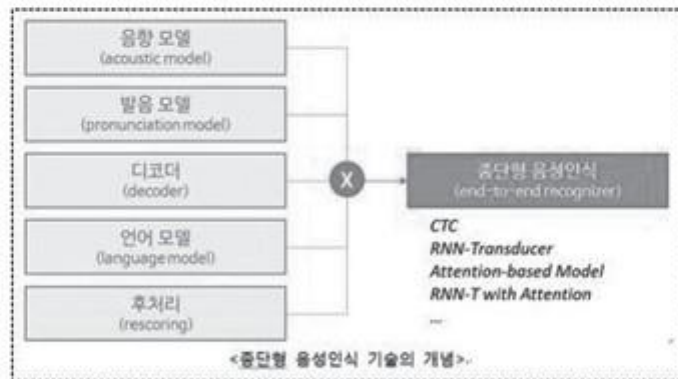 음향 모델
(acoustic model)
발음 모델
(pronunciation model)
디코더
(decoder)
언어 모델
(language model)
후처리
(rescoring)
X
종단형 음성인식
(end-to-end recognizer)
CTC
RNN-Transducer
Attention-based Model
RNN-T with Attention
...
<종단형 음성인식 기술의 개념>